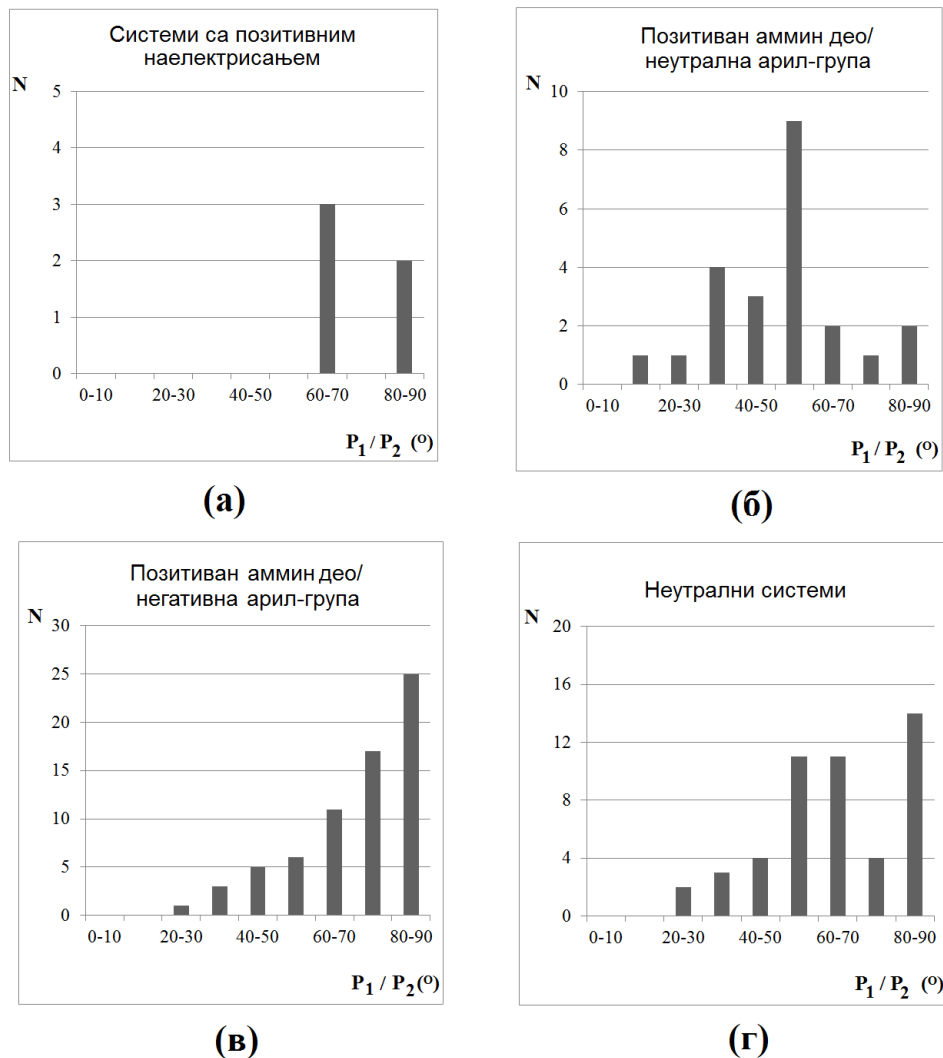 Системи са позитивним
наелектрисањем
N
5
4
3
2
1
0
0-10 20-30 40-50 60-70 80-90
P1 / P2 (О)
(а)
Позитиван аммин део/
неутрална арил-група
N
10
8
6
4
2
0
0-10 20-30 40-50 60-70 80-90
P1 / P2 (О)
(б)
Позитиван аммин део/
негативна арил-група
N
30
25
20
15
10
5
0
0-10 20-30 40-50 60-70 80-90
P1 / P2 (О)
(в)
Неутрални системи
N
20
16
12
8
4
0
0-10 20-30 40-50 60-70 80-90
P1 / P2 (О)
(г)